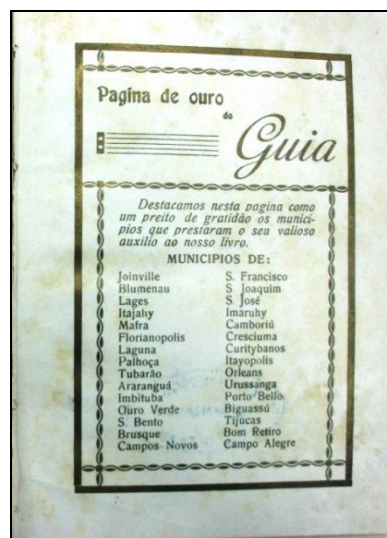 Pagina de ouro
do
Guia
Destacamos nesta pagina como
um preito de gratidão os munici-
pios que prestaram o seu valioso
auxilio ao nosso livro.
MUNICIPIOS DE:
Joinville S. Francisco
Blumenau S Joaquim
Lages S. José
Itajahy Imaruhy
Mafra Camboriú
Florianopolis Cresciuma
Laguna Curitybanos
Palhoça Itayopolis
Tubarão Orleans
Araranguá Urussanga
Imbituba Porto Bello
Ouro Verde Biguassú
S. Bento Tijucas
Brusque Bom Retiro
Campos Novos Campo Alegre